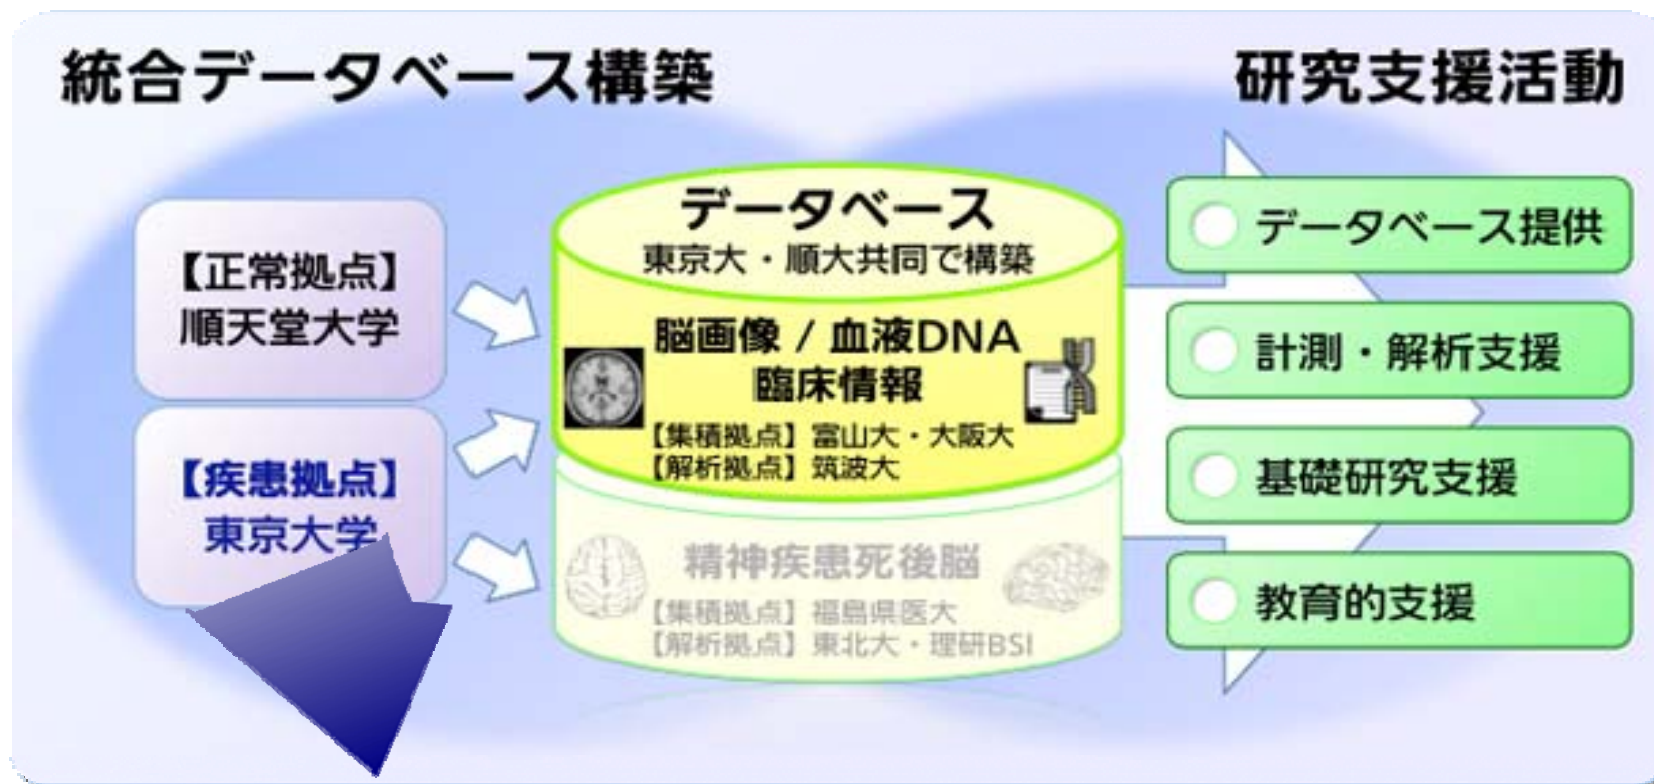 統合データベース構築
研究支援活動
【正常拠点】
順天堂大学
【疾患拠点】
東京大学
データベース
東京大・順大共同で構築
脳画像 / 血液DNA
臨床情報
【集積拠点】富山大・大阪大
【解析拠点】筑波大
精神疾患死後脳
【集積拠点】福島県医大
【解析拠点】東北大・理研BSI
データベース提供
計測・解析支援
基礎研究支援
教育的支援